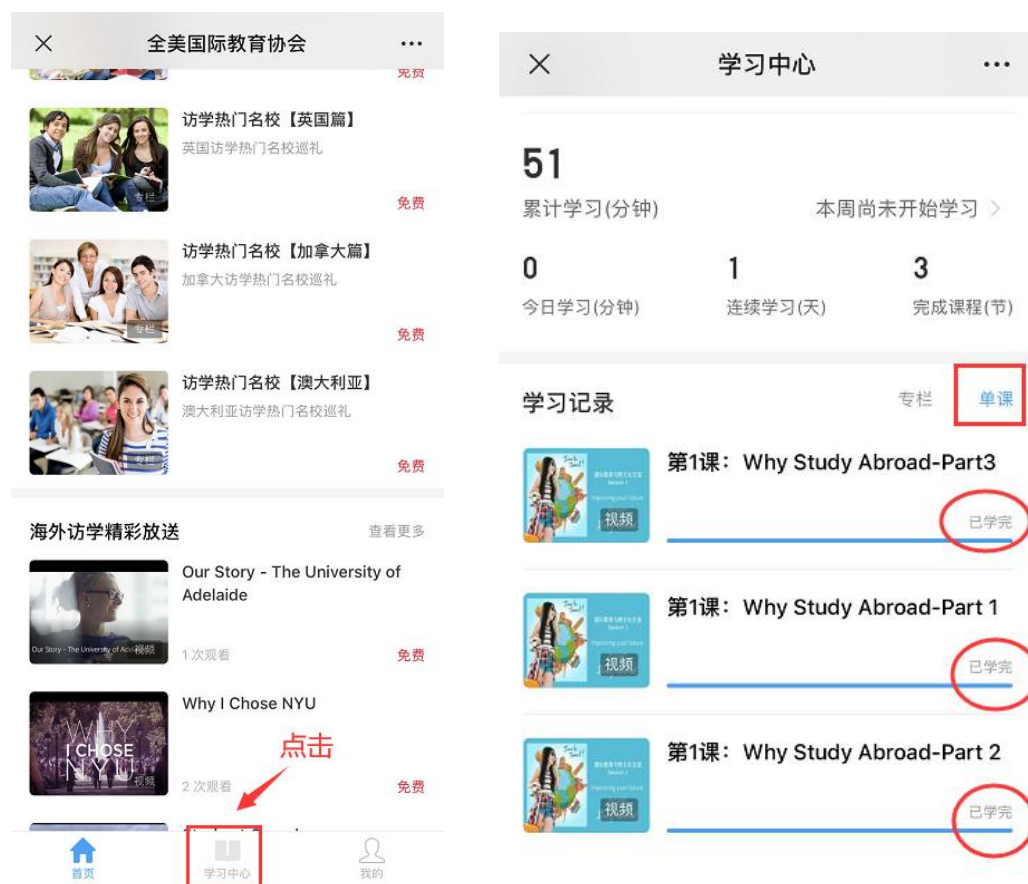 全美国际教育协会
免费
访学热门名校【英国篇】
英国访学热门名校巡礼
专栏
免费
访学热门名校【加拿大篇】
加拿大访学热门名校巡礼
专栏
免费
访学热门名校【澳大利亚】
澳大利亚访学热门名校巡礼
专栏
免费
海外访学精彩放送
查看更多
Our Story - The University of
Adelaide
视频
1 次观看
免费
Why I Chose NYU
WHY
I CHOSE
NYU
视频
点击
2 次观看
免费
首页
学习中心
我的
学习中心
51
累计学习(分钟)
本周尚未开始学习
0
1
3
今日学习(分钟)
连续学习(天)
完成课程(节)
学习记录
专栏
单课
第1课：Why Study Abroad-Part3
视频
已学完
第1课：Why Study Abroad-Part 1
视频
已学完
第1课：Why Study Abroad-Part 2
视频
已学完